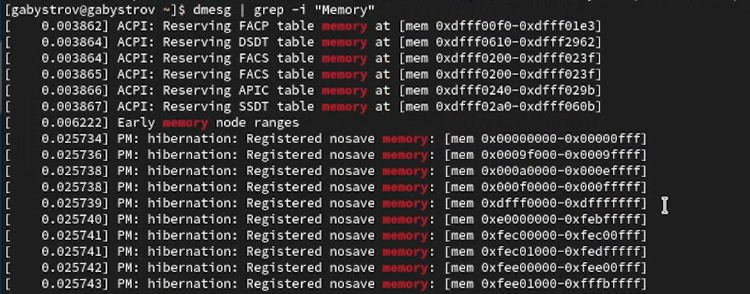 [gabystrov@gabystrov ~]$ dmesg | grep -i "Memory"
[    0.003862] ACPI: Reserving FACP table memory at [mem 0xdfff00f0-0xdfff01e3]
[    0.003864] ACPI: Reserving DSDT table memory at [mem 0xdfff0610-0xdfff2962]
[    0.003864] ACPI: Reserving FACS table memory at [mem 0xdfff0200-0xdfff023f]
[    0.003865] ACPI: Reserving FACS table memory at [mem 0xdfff0200-0xdfff023f]
[    0.003866] ACPI: Reserving APIC table memory at [mem 0xdfff0240-0xdfff029b]
[    0.003867] ACPI: Reserving SSDT table memory at [mem 0xdfff02a0-0xdfff060b]
[    0.006222] Early memory node ranges
[    0.025734] PM: hibernation: Registered nosave memory: [mem 0x00000000-0x00000fff]
[    0.025736] PM: hibernation: Registered nosave memory: [mem 0x0009f000-0x0009ffff]
[    0.025738] PM: hibernation: Registered nosave memory: [mem 0x000a0000-0x000effff]
[    0.025738] PM: hibernation: Registered nosave memory: [mem 0x000f0000-0x000fffff]
[    0.025739] PM: hibernation: Registered nosave memory: [mem 0xdfff0000-0xdfffffff]
[    0.025740] PM: hibernation: Registered nosave memory: [mem 0xe0000000-0xfebfffff]
[    0.025741] PM: hibernation: Registered nosave memory: [mem 0xfec00000-0xfec00fff]
[    0.025741] PM: hibernation: Registered nosave memory: [mem 0xfec01000-0xfedfffff]
[    0.025742] PM: hibernation: Registered nosave memory: [mem 0xfee00000-0xfee00fff]
[    0.025743] PM: hibernation: Registered nosave memory: [mem 0xfee01000-0xfffbffff]